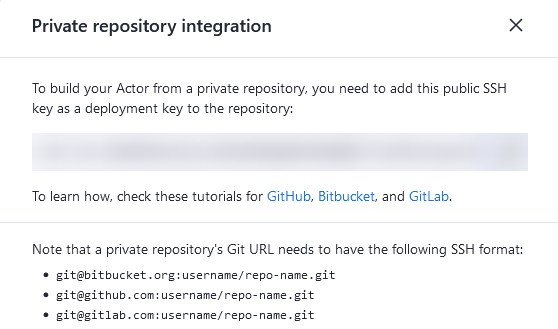 Private repository integration
To build your Actor from a private repository, you need to add this public SSH
key as a deployment key to the repository:
To learn how, check these tutorials for GitHub, Bitbucket, and GitLab.
Note that a private repository's Git URL needs to have the following SSH format:
• git@bitbucket.org:username/repo-name.git
• git@github.com:username/repo-name.git
• git@gitlab.com:username/repo-name.git